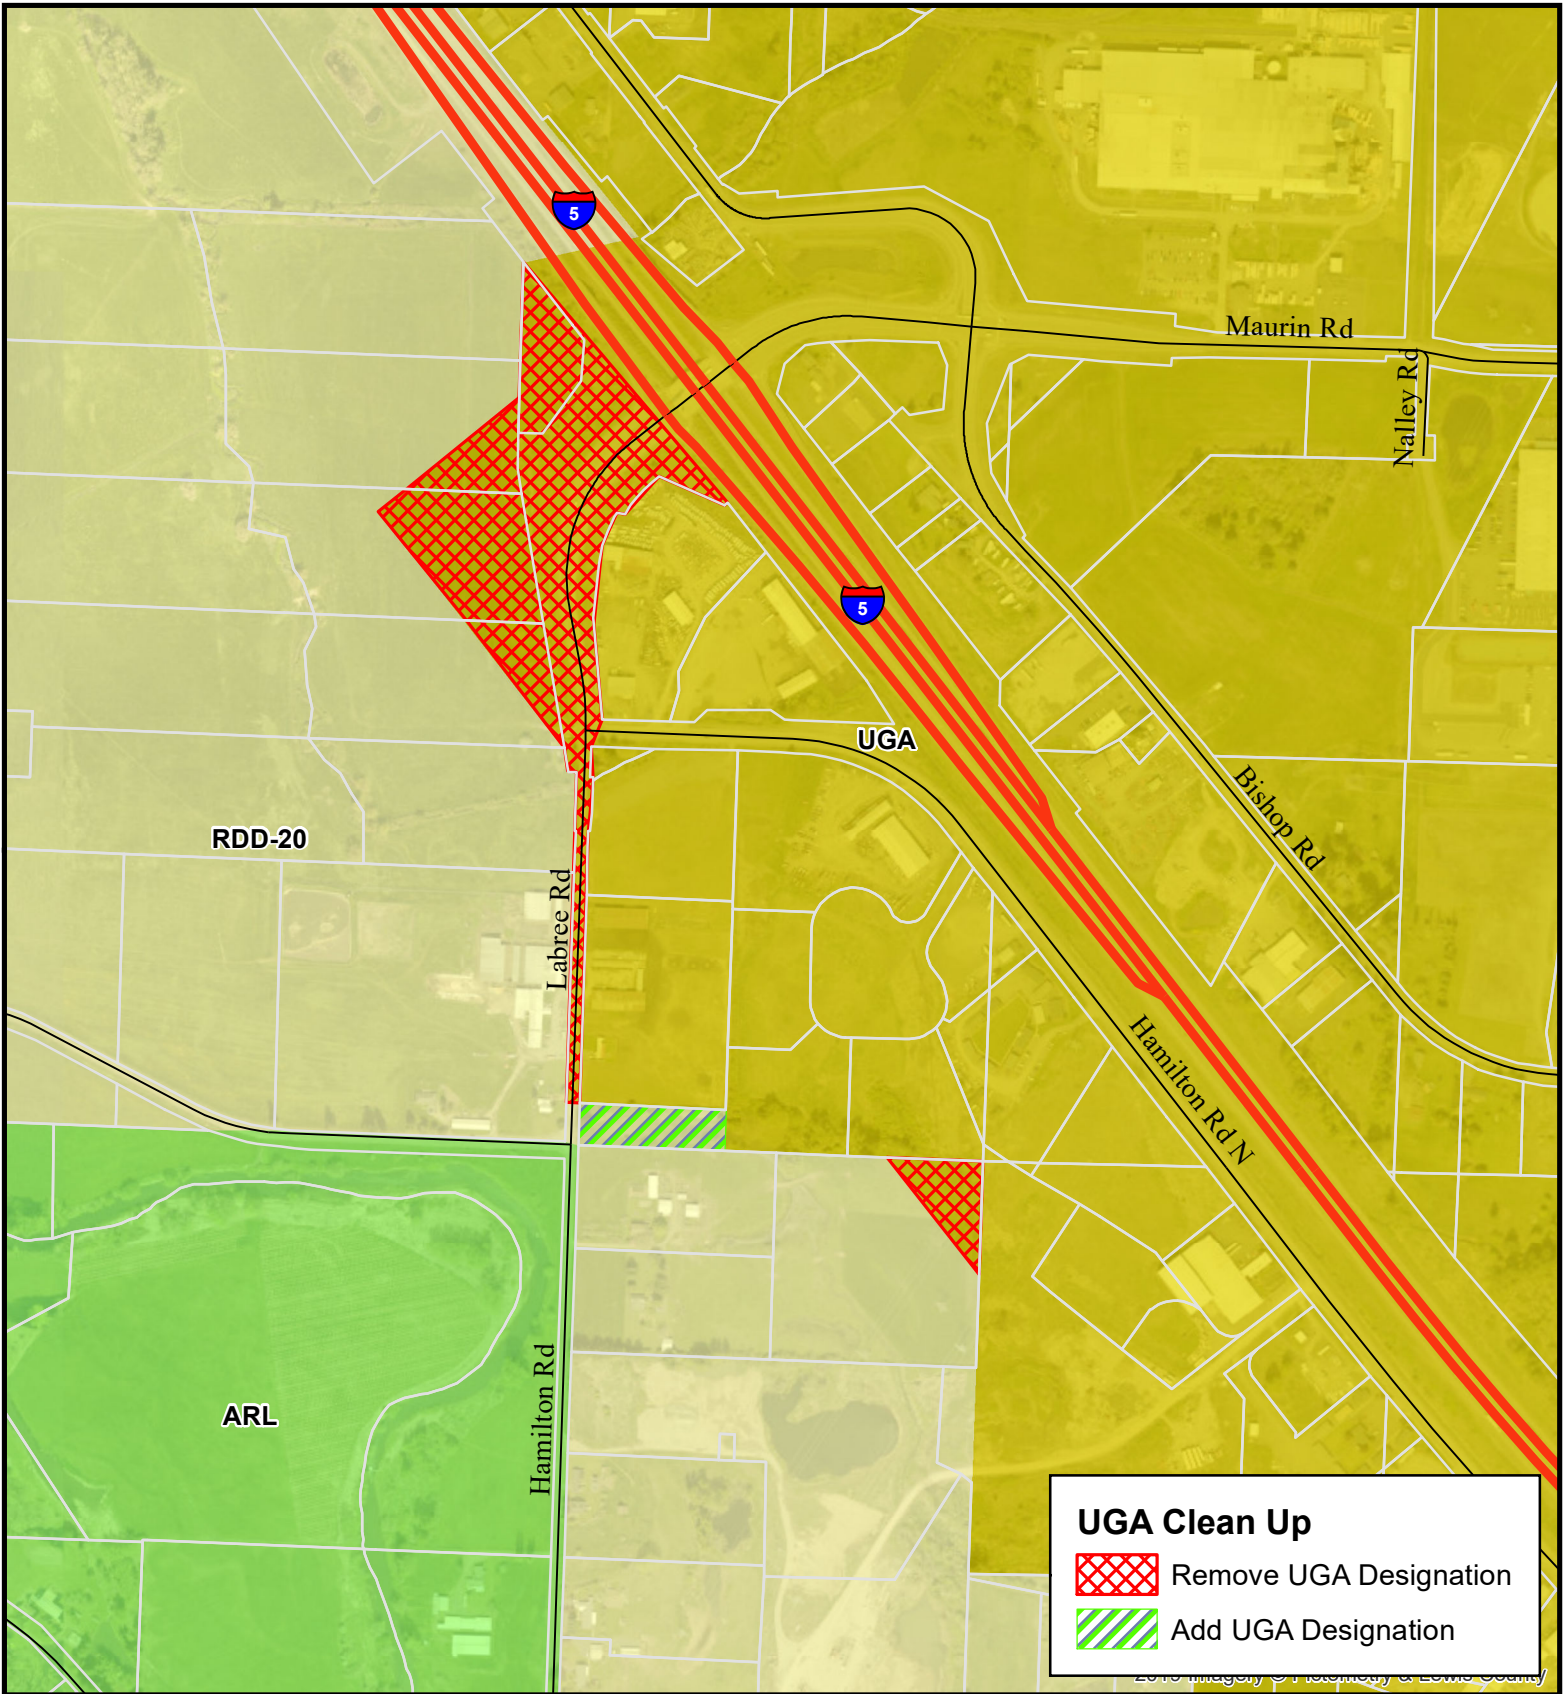 5
Maurin Rd
Nalley Rd
5
UGA
Bishop Rd
RDD-20
Labree Rd
Hamilton Rd N
Hamilton Rd
ARL
UGA Clean Up
Remove UGA Designation
Add UGA Designation